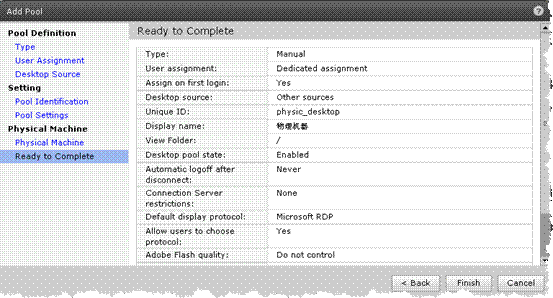 Add Pool
?
Pool Definition
Type
User Assignment
Desktop Source
Setting
Pool Identification
Pool Settings
Physical Machine
Physical Machine
Ready to Complete
Ready to Complete
Type: Manual
User assignment: Dedicated assignment
Assign on first login: Yes
Desktop source: Other sources
Unique ID: physic_desktop
Display name: 物理机器
View Folder: /
Desktop pool state: Enabled
Automatic logoff after disconnect: Never
Connection Server restrictions: None
Default display protocol: Microsoft RDP
Allow users to choose protocol: Yes
Adobe Flash quality: Do not control
< Back
Finish
Cancel